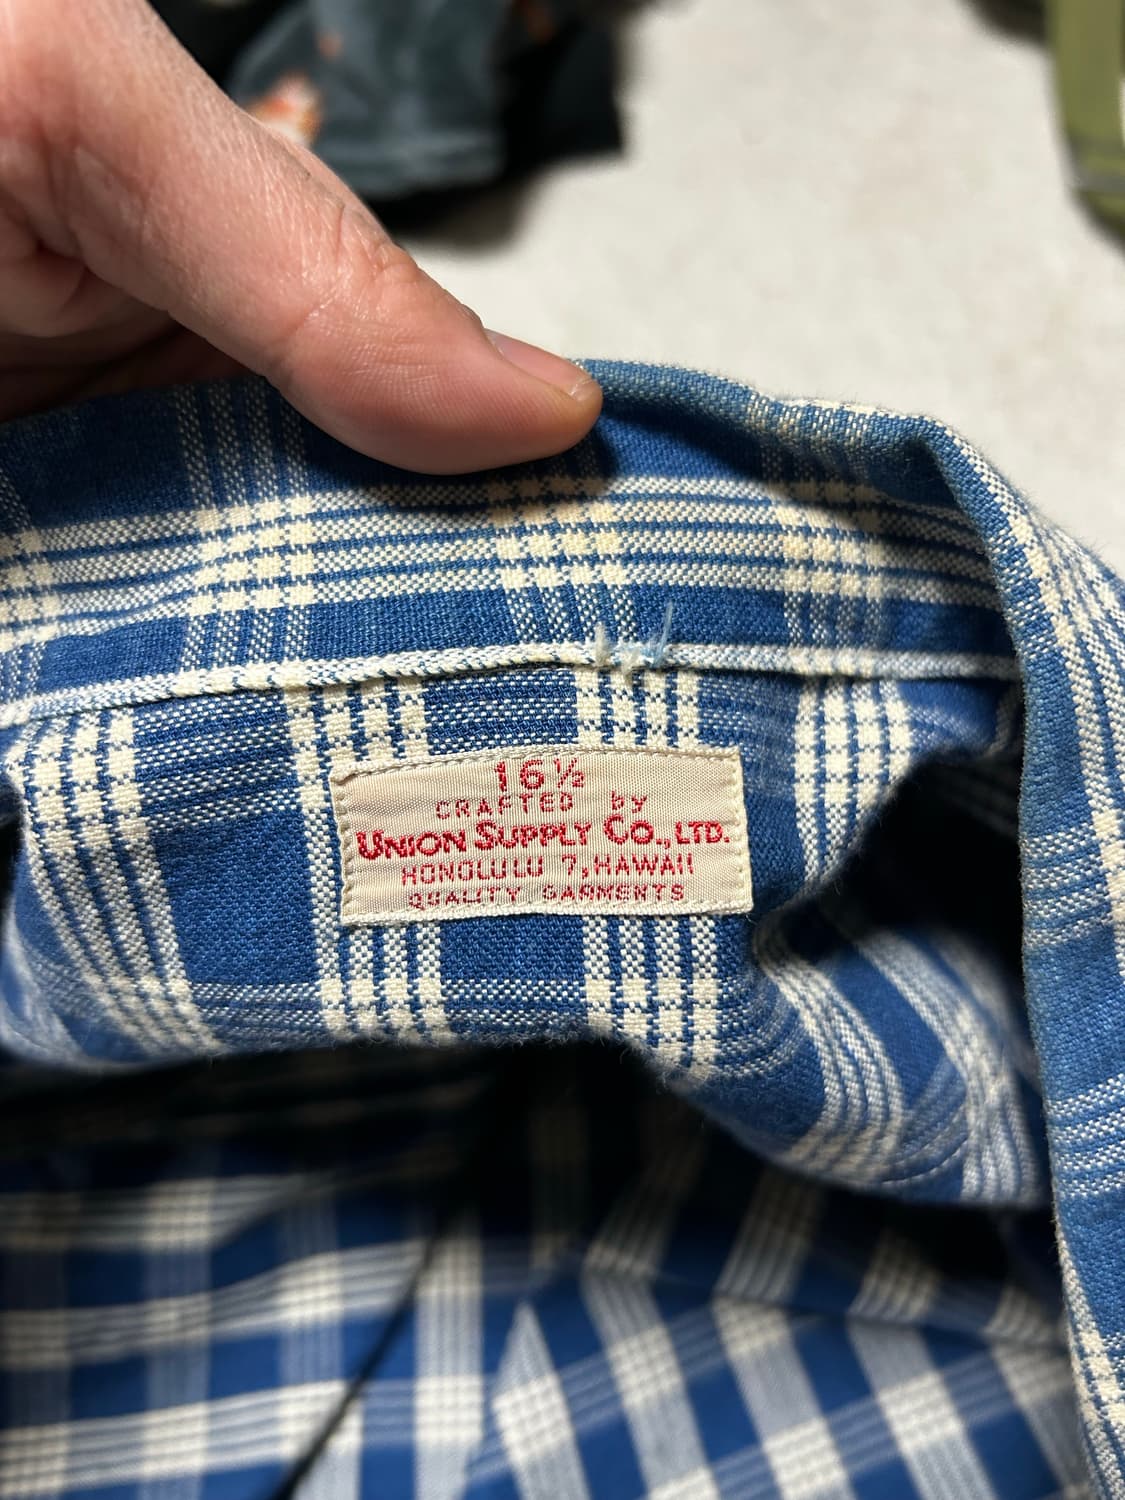 16½
CRAFTED by
UNION SUPPLY CO., LTD.
HONOLULU 7, HAWAII
QUALITY GARMENTS